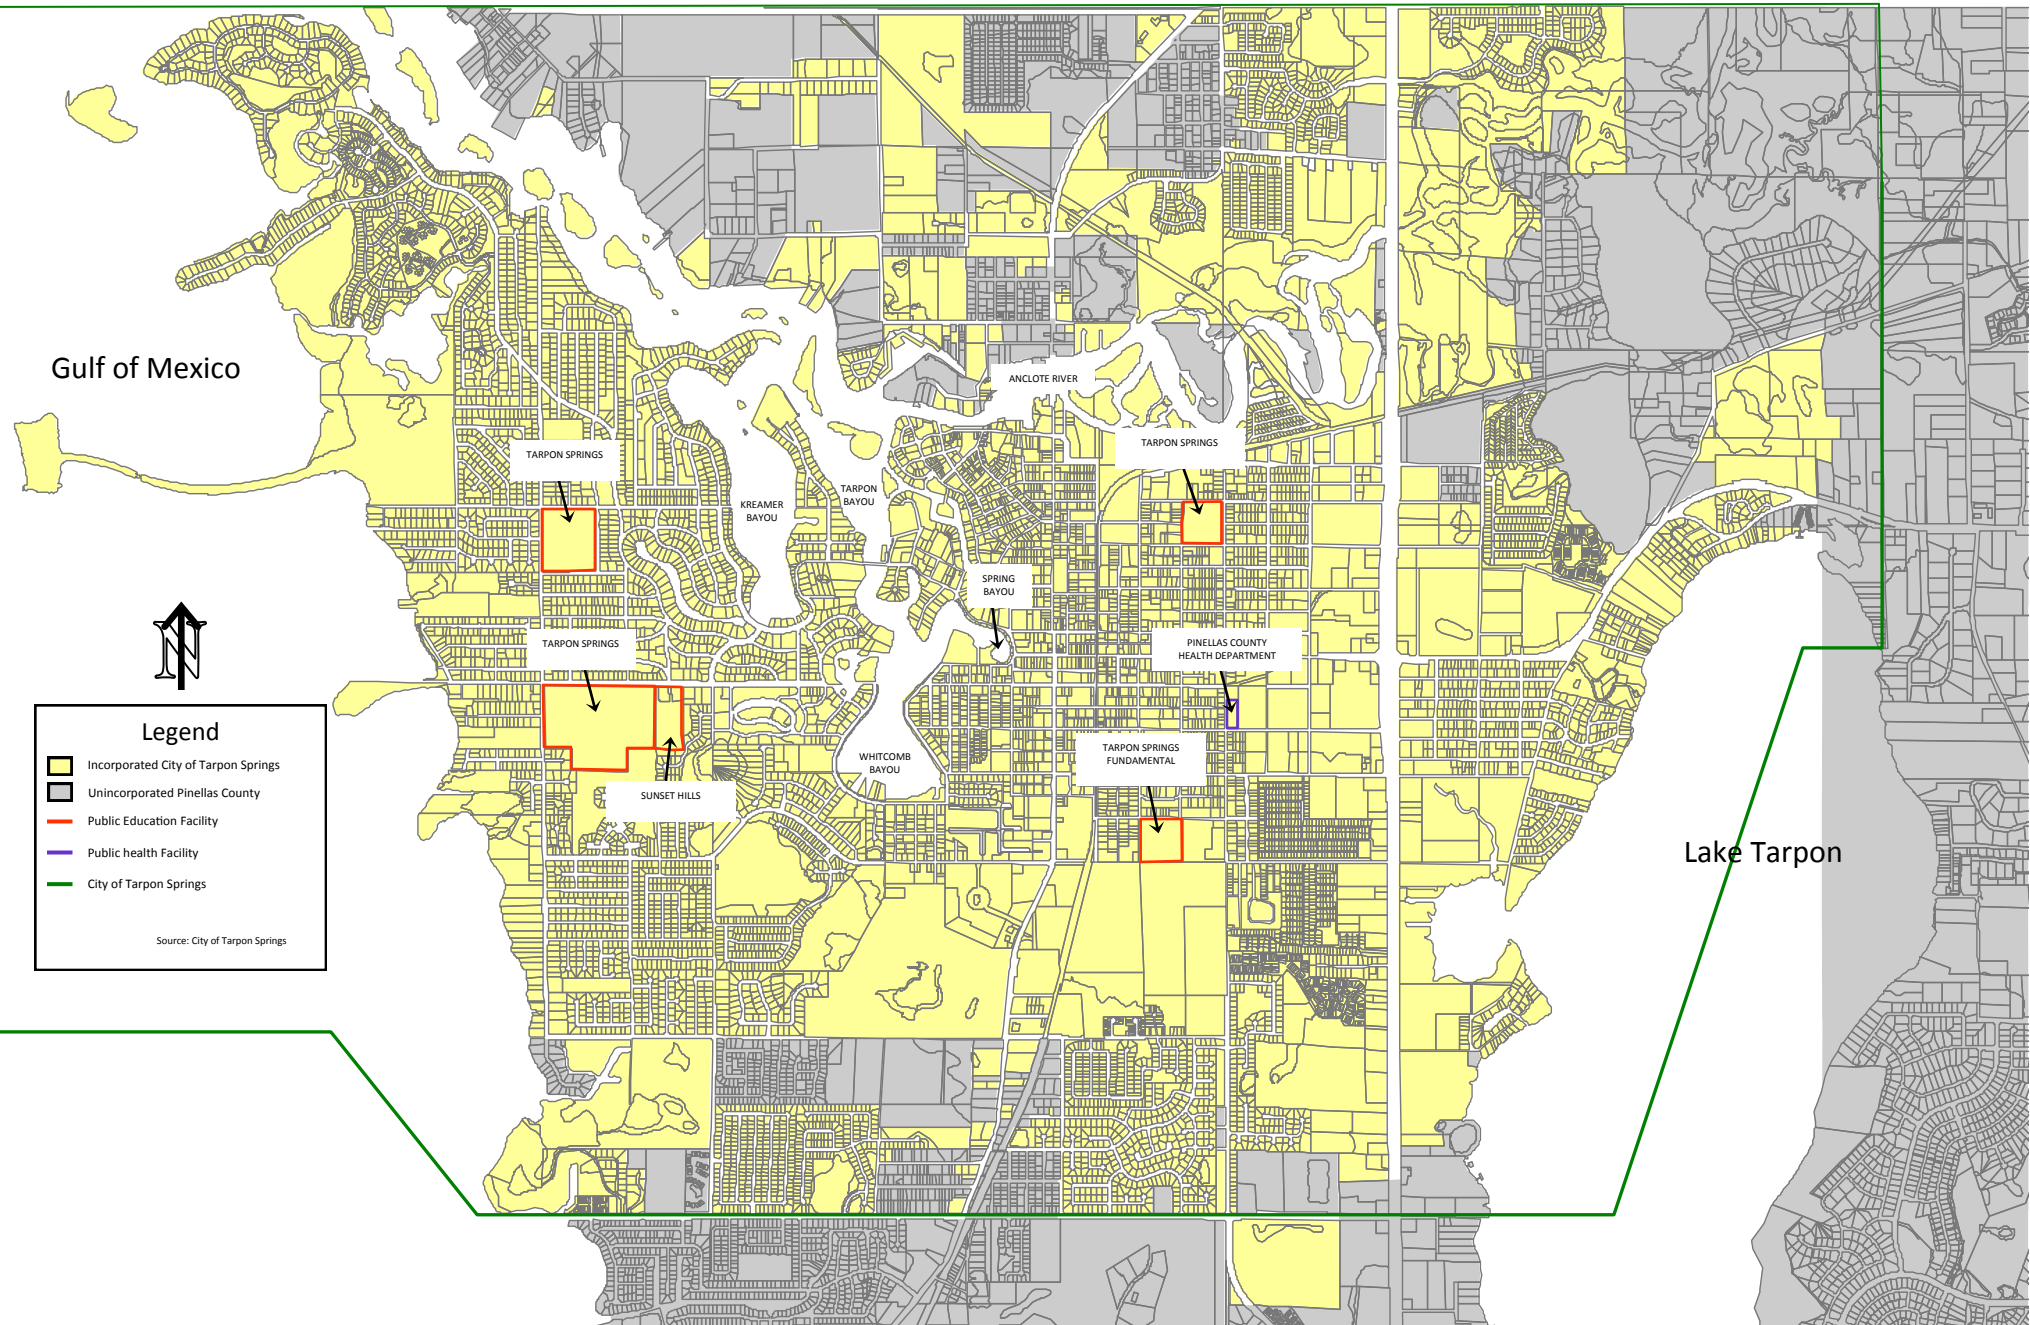 Gulf of Mexico
ANCLOTE RIVER
TARPON SPRINGS
TARPON SPRINGS
KREAMER
BAYOU
TARPON
BAYOU
SPRING
BAYOU
TARPON SPRINGS
PINELLAS COUNTY
HEALTH DEPARTMENT
WHITCOMB
BAYOU
TARPON SPRINGS
FUNDAMENTAL
SUNSET HILLS
Lake Tarpon
N
Legend
Incorporated City of Tarpon Springs
Unincorporated Pinellas County
Public Education Facility
Public health Facility
City of Tarpon Springs
Source: City of Tarpon Springs